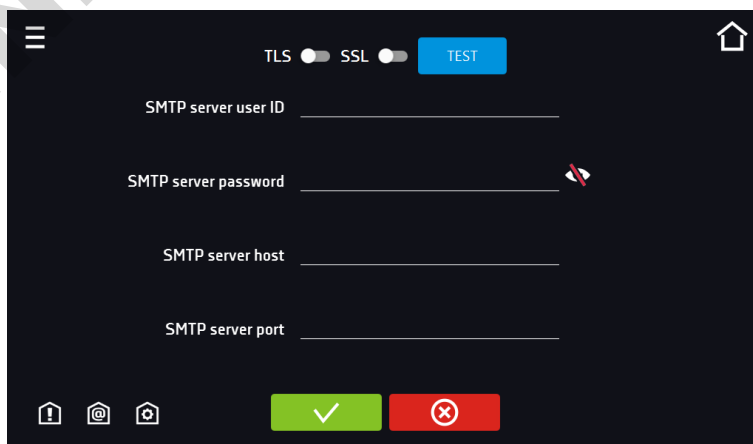 TLS SSL TEST
SMTP server user ID
SMTP server password
SMTP server host
SMTP server port